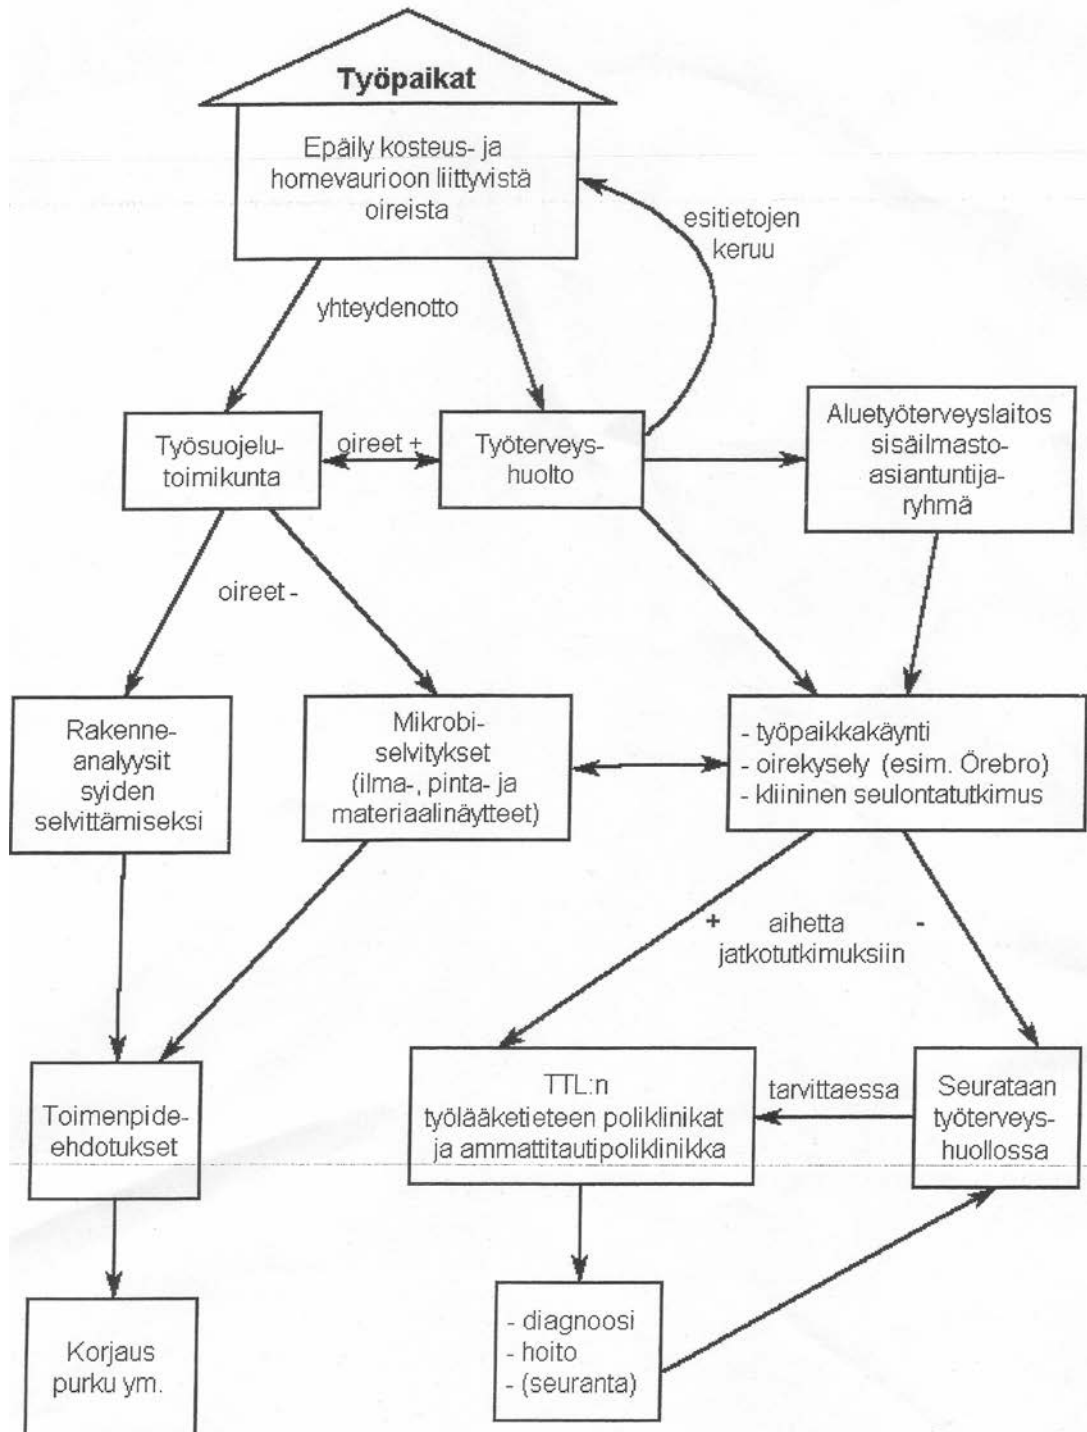 Työpaikat
Epäily kosteus- ja
homevaurioon liittyvistä
oireista
esitietojen
keruu
yhteydenotto
Työsuojelu-
toimikunta
oireet +
Työterveys-
huolto
Aluetyöterveyslaitos
sisäilmasto-
asiantuntija-
ryhmä
oireet -
Rakenne-
analyysit
syiden
selvittämiseksi
Mikrobi-
selvitykset
(ilma-, pinta- ja
materiaalinäytteet)
- työpaikkakäynti
- oirekysely (esim. Örebro)
- kliininen seulontatutkimus
+ aihetta -
jatkotutkimuksiin
Toimenpide-
ehdotukset
TTL:n
työlääketieteen poliklinikat
ja ammattitautipoliklinikka
tarvittaessa
Seurataan
työterveys-
huollossa
Korjaus
purku ym.
- diagnoosi
- hoito
- (seuranta)